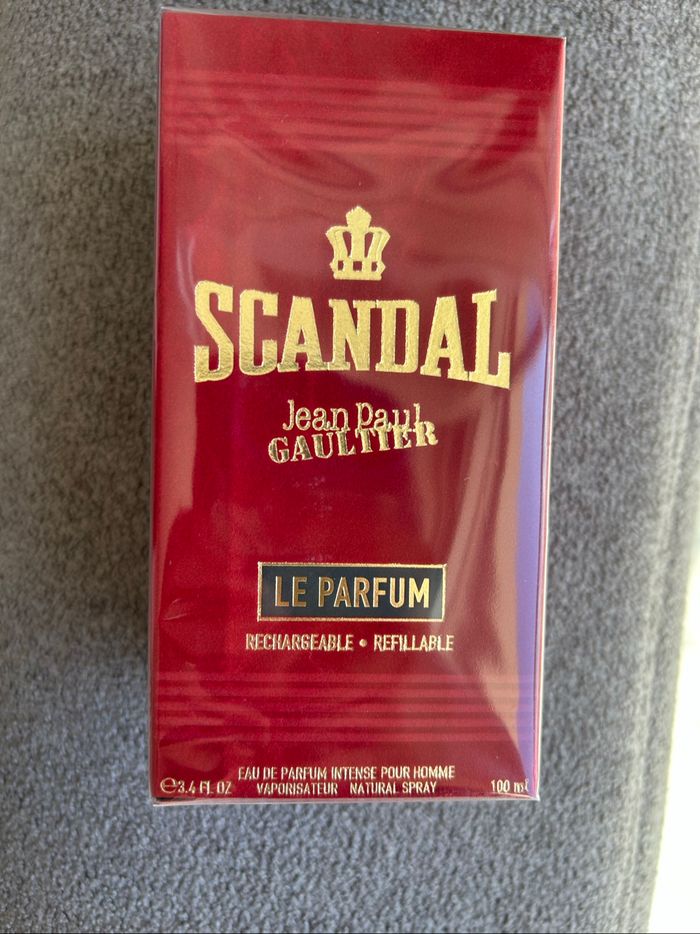 SCANDAL
Jean Paul
GAULTIER
LE PARFUM
RECHARGEABLE • REFILLABLE
EAU DE PARFUM INTENSE POUR HOMME
℮3.4 FL OZ VAPORISATEUR NATURAL SPRAY 100 ml